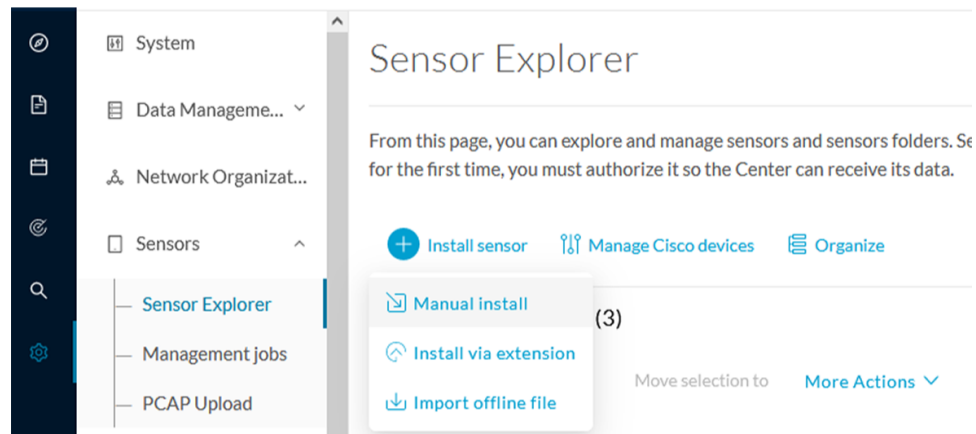 System
Data Manageme...
Network Organizat...
Sensors
Sensor Explorer
Management jobs
PCAP Upload
Sensor Explorer
From this page, you can explore and manage sensors and sensors folders. Se
for the first time, you must authorize it so the Center can receive its data.
Install sensor Manage Cisco devices Organize
Manual install
(3)
Install via extension
Move selection to More Actions
Import offline file